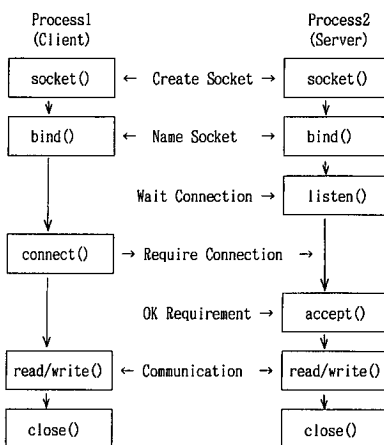 Process1 Process2
(Client) (Server)
socket() ← Create Socket → socket()
bind() ← Name Socket → bind()
Wait Connection → listen()
connect() → Require Connection →
OK Requirement → accept()
read/write() ← Communication → read/write()
close() close()